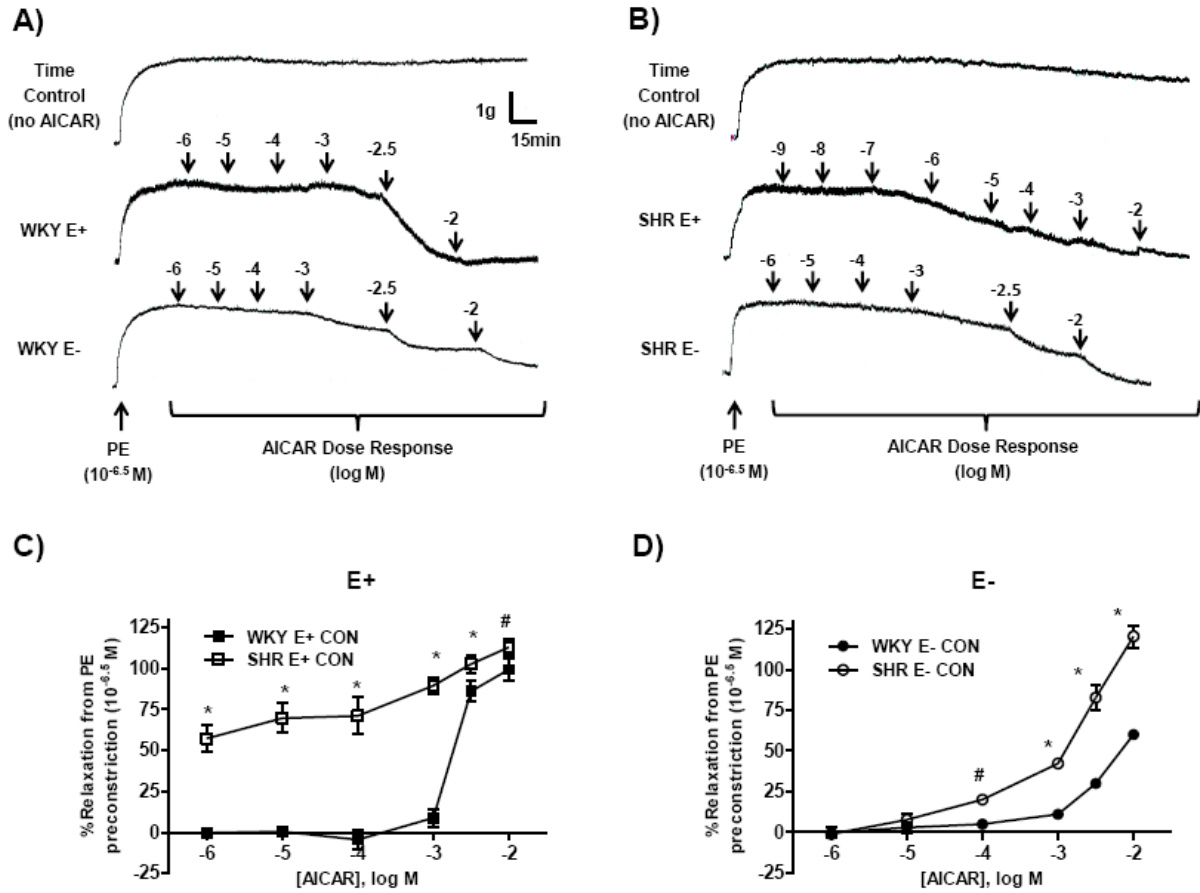 A)
Time
Control
(no AICAR)
1g
15min
-6 -5 -4 -3 -2.5 -2
WKY E+
-6 -5 -4 -3 -2.5 -2
WKY E-
PE
(10-6.5 M)
AICAR Dose Response
(log M)
B)
Time
Control
(no AICAR)
-9 -8 -7 -6 -5 -4 -3 -2
SHR E+
-6 -5 -4 -3 -2.5 -2
SHR E-
PE
(10-6.5 M)
AICAR Dose Response
(log M)
C)
E+
WKY E+ CON
SHR E+ CON
* * * * * #
%Relaxation from PE
preconstriction (10-6.5 M)
125
100
75
50
25
0
-25
-6 -5 -4 -3 -2
[AICAR], log M
D)
E-
WKY E- CON
SHR E- CON
# * * *
%Relaxation from PE
preconstriction (10-6.5 M)
125
100
75
50
25
0
-25
-6 -5 -4 -3 -2
[AICAR], log M